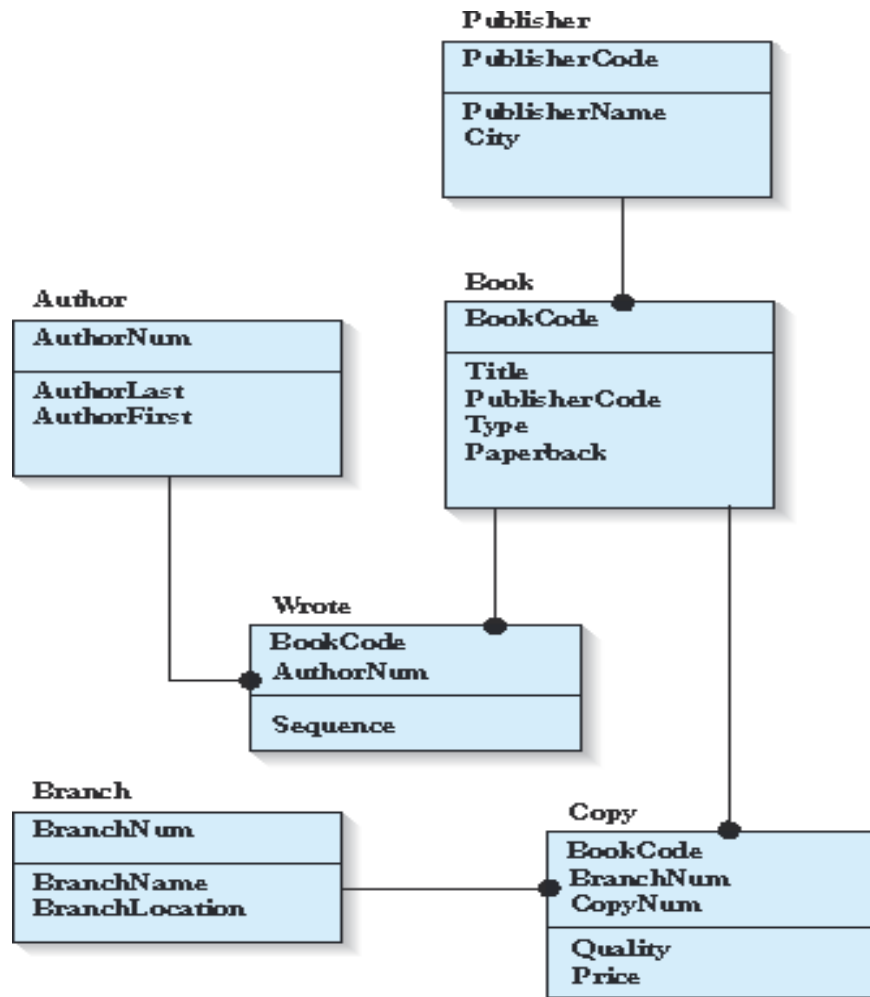 Publisher
PublisherCode
PublisherName
City
Book
BookCode
Title
PublisherCode
Type
Paperback
Author
AuthorNum
AuthorLast
AuthorFirst
Wrote
BookCode
AuthorNum
Sequence
Branch
BranchNum
BranchName
BranchLocation
Copy
BookCode
BranchNum
CopyNum
Quality
Price